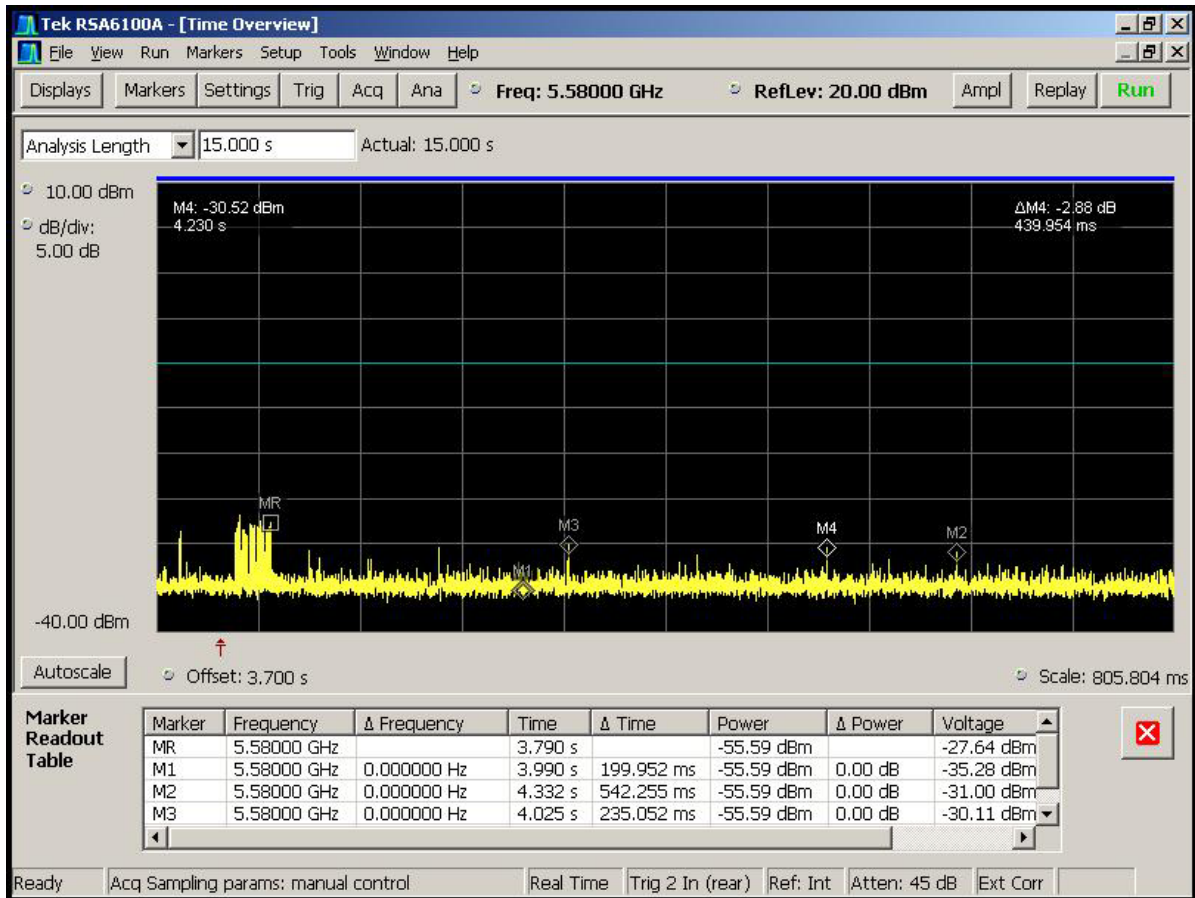 Tek RSA6100A - [Time Overview]
File View Run Markers Setup Tools Window Help
Displays Markers Settings Trig Acq Ana Freq: 5.58000 GHz RefLev: 20.00 dBm Ampl Replay Run
Analysis Length 15.000 s Actual: 15.000 s
10.00 dBm
dB/div:
5.00 dB
M4: -30.52 dBm
4.230 s
ΔM4: -2.88 dB
439.954 ms
MR
M3
M4
M2
M1
-40.00 dBm
Autoscale Offset: 3.700 s Scale: 805.804 ms
Marker Readout Table
Marker Frequency Δ Frequency Time Δ Time Power Δ Power Voltage
MR 5.58000 GHz 3.790 s -55.59 dBm -27.64 dBm
M1 5.58000 GHz 0.000000 Hz 3.990 s 199.952 ms -55.59 dBm 0.00 dB -35.28 dBm
M2 5.58000 GHz 0.000000 Hz 4.332 s 542.255 ms -55.59 dBm 0.00 dB -31.00 dBm
M3 5.58000 GHz 0.000000 Hz 4.025 s 235.052 ms -55.59 dBm 0.00 dB -30.11 dBm
Ready Acq Sampling params: manual control Real Time Trig 2 In (rear) Ref: Int Atten: 45 dB Ext Corr